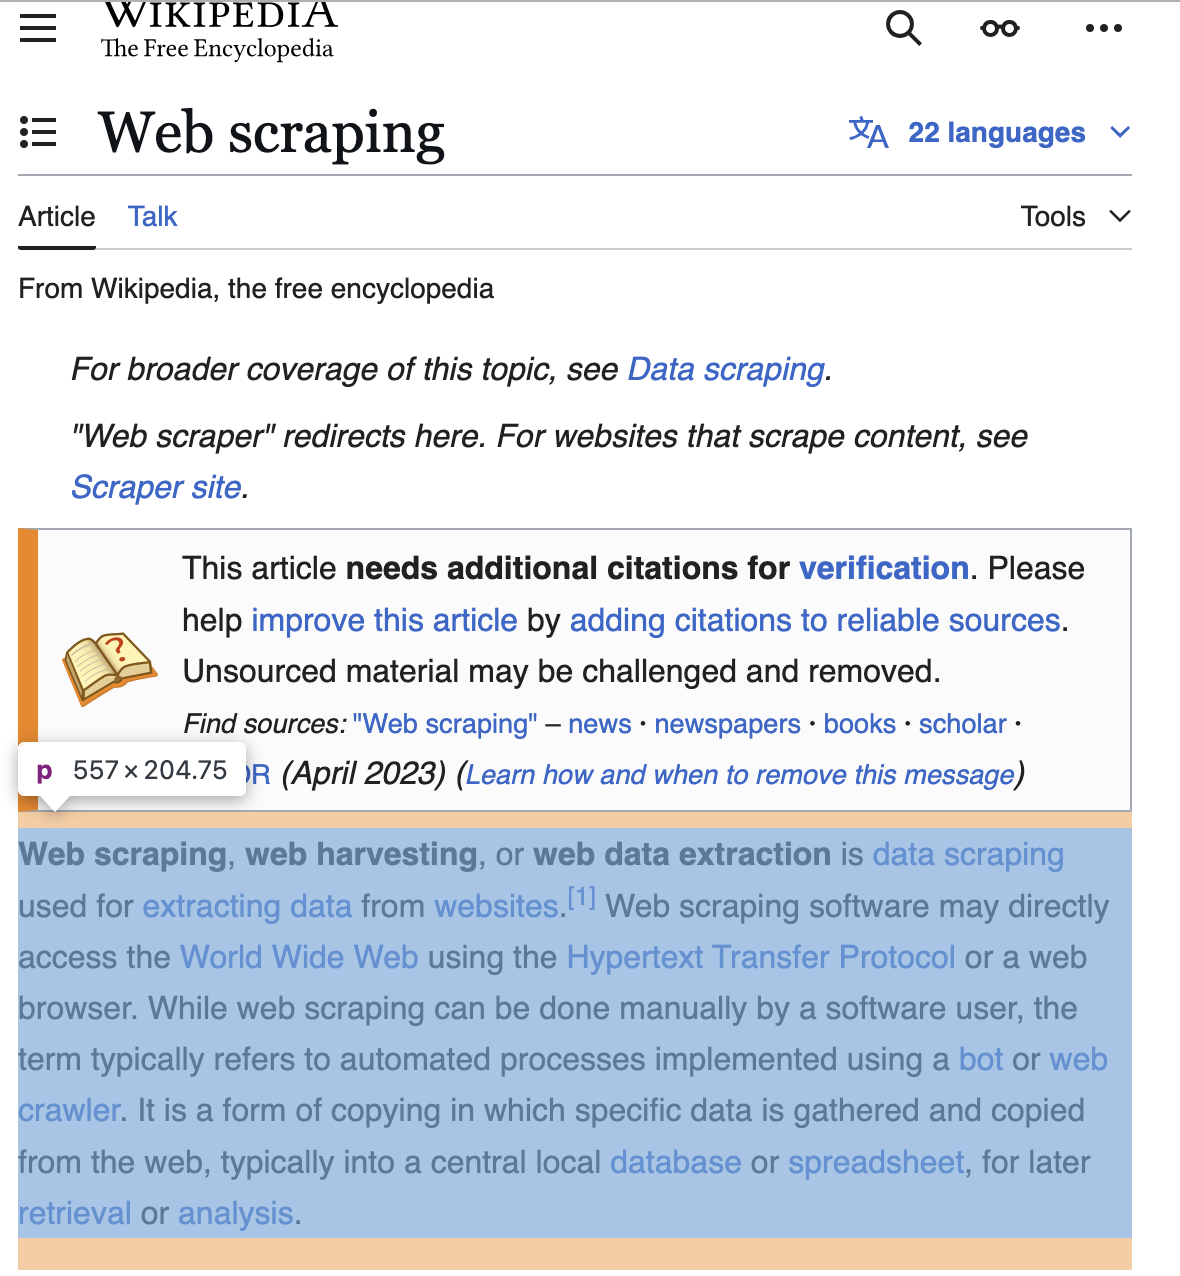 WIKIPEDIA
The Free Encyclopedia
Web scraping
22 languages
Article Talk
Tools
From Wikipedia, the free encyclopedia
For broader coverage of this topic, see Data scraping.
"Web scraper" redirects here. For websites that scrape content, see
Scraper site.
This article needs additional citations for verification. Please
help improve this article by adding citations to reliable sources.
Unsourced material may be challenged and removed.
Find sources: "Web scraping" – news · newspapers · books · scholar ·
(April 2023) (Learn how and when to remove this message)
p 557 × 204.75
Web scraping, web harvesting, or web data extraction is data scraping
used for extracting data from websites.[1] Web scraping software may directly
access the World Wide Web using the Hypertext Transfer Protocol or a web
browser. While web scraping can be done manually by a software user, the
term typically refers to automated processes implemented using a bot or web
crawler. It is a form of copying in which specific data is gathered and copied
from the web, typically into a central local database or spreadsheet, for later
retrieval or analysis.